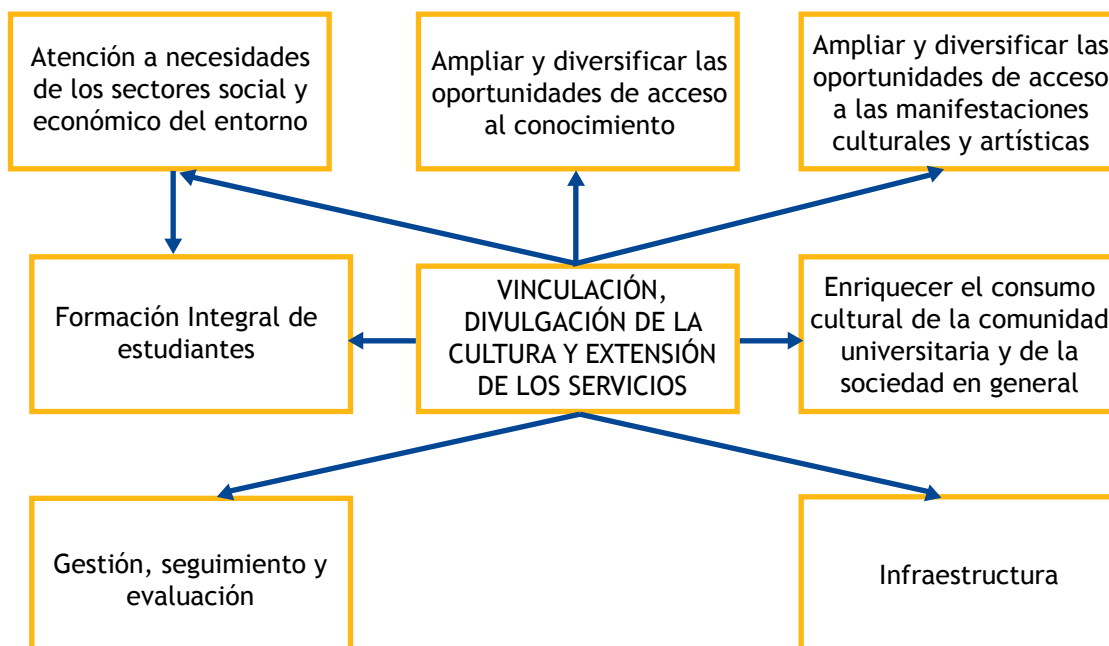 Atención a necesidades
de los sectores social y
económico del entorno
Ampliar y diversificar las
oportunidades de acceso
al conocimiento
Ampliar y diversificar las
oportunidades de acceso
a las manifestaciones
culturales y artísticas
Formación Integral de
estudiantes
VINCULACIÓN,
DIVULGACIÓN DE LA
CULTURA Y EXTENSIÓN
DE LOS SERVICIOS
Enriquecer el consumo
cultural de la comunidad
universitaria y de la
sociedad en general
Gestión, seguimiento y
evaluación
Infraestructura